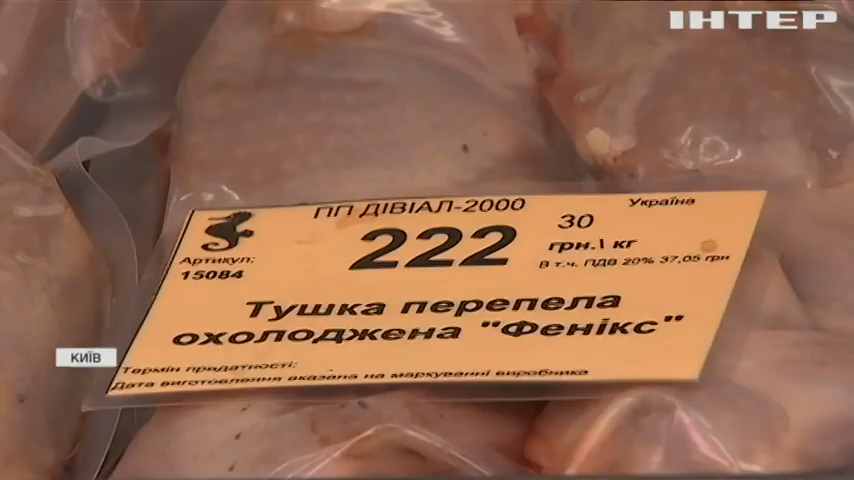 ІНТЕР
ПП ДІВІАЛ-2000
Україна
222 30
грн.\ кг
В т.ч. ПДВ 20% 37,05 грн
Артикул:
15084
Тушка перепела
охолоджена "Фенікс"
Термін придатності:
Дата виготовлення вказана на маркуванні виробника
КИЇВ